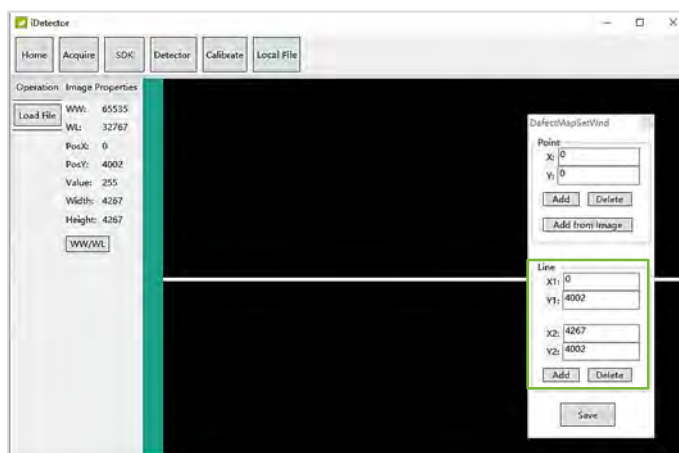 iDetector
Home Acquire SDK Detector Calibrate Local File
Operation Image Properties
Load File
WW: 65535
WL: 32767
PosX: 0
PosY: 4002
Value: 255
Width: 4267
Height: 4267
WW/WL
DefectMapSetWind
Point
X: 0
Y: 0
Add Delete
Add from Image
Line
X1: 0
Y1: 4002
X2: 4267
Y2: 4002
Add Delete
Save